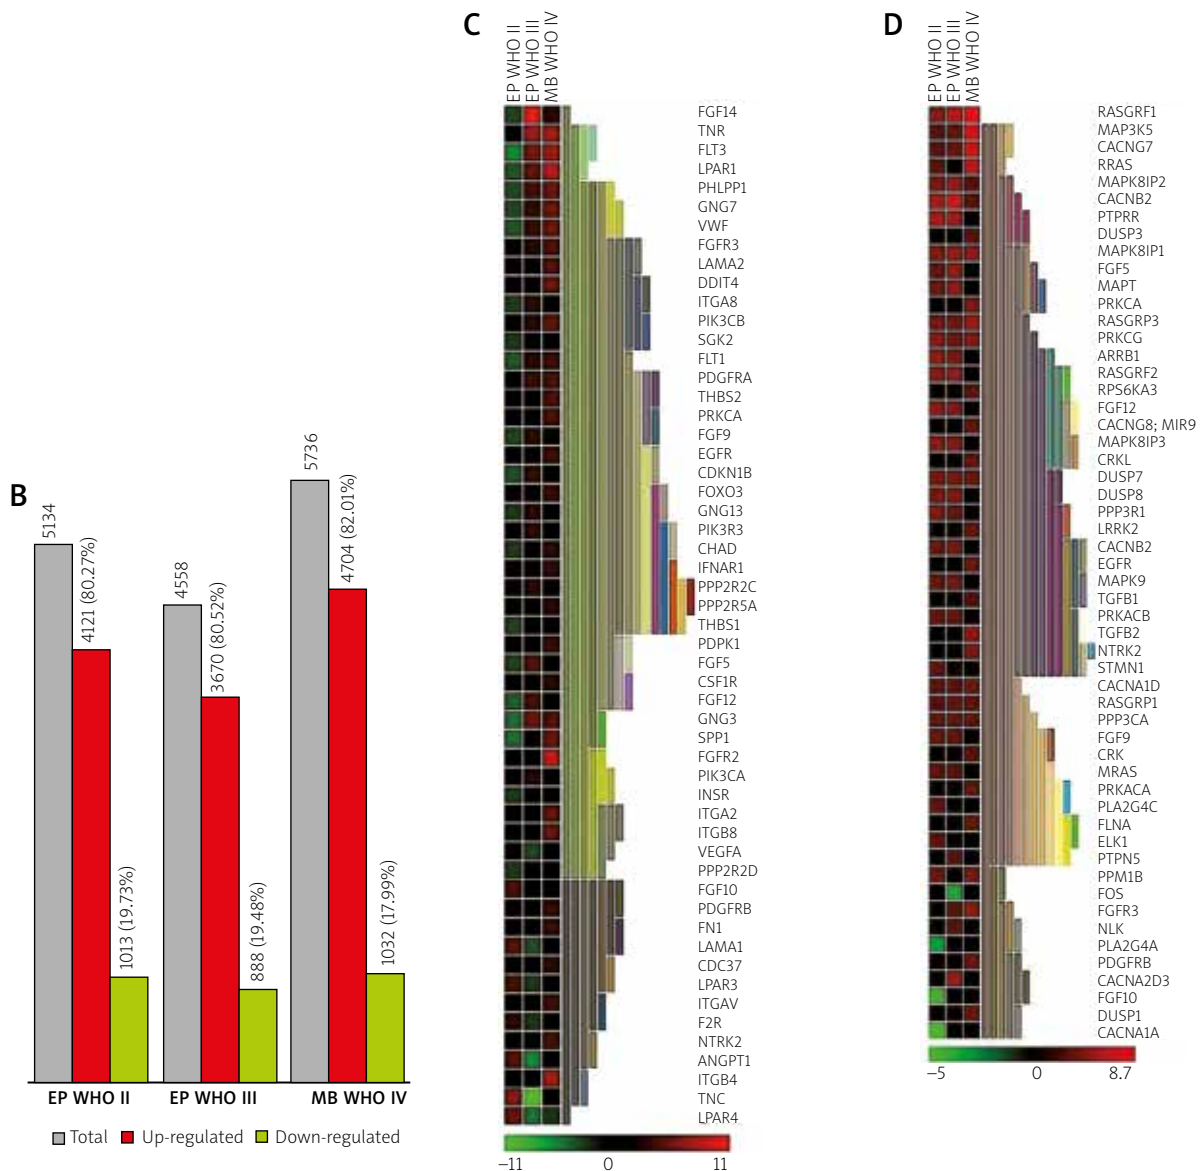 B
5134
4121 (80.27%)
1013 (19.73%)
4558
3670 (80.52%)
888 (19.48%)
5736
4704 (82.01%)
1032 (17.99%)
EP WHO II
EP WHO III
MB WHO IV
Total
Up-regulated
Down-regulated
C
EP WHO II
EP WHO III
MB WHO IV
FGF14
TNR
FLT3
LPAR1
PHLPP1
GNG7
VWF
FGFR3
LAMA2
DDIT4
ITGA8
PIK3CB
SGK2
FLT1
PDGFRA
THBS2
PRKCA
FGF9
EGFR
CDKN1B
FOXO3
GNG13
PIK3R3
CHAD
IFNAR1
PPP2R2C
PPP2R5A
THBS1
PDPK1
FGF5
CSF1R
FGF12
GNG3
SPP1
FGFR2
PIK3CA
INSR
ITGA2
ITGB8
VEGFA
PPP2R2D
FGF10
PDGFRB
FN1
LAMA1
CDC37
LPAR3
ITGAV
F2R
NTRK2
ANGPT1
ITGB4
TNC
LPAR4
–11 0 11
D
EP WHO II
EP WHO III
MB WHO IV
RASGRF1
MAP3K5
CACNG7
RRAS
MAPK8IP2
CACNB2
PTPRR
DUSP3
MAPK8IP1
FGF5
MAPT
PRKCA
RASGRP3
PRKCG
ARRB1
RASGRF2
RPS6KA3
FGF12
CACNG8; MIR9
MAPK8IP3
CRKL
DUSP7
DUSP8
PPP3R1
LRRK2
CACNB2
EGFR
MAPK9
TGFB1
PRKACB
TGFB2
NTRK2
STMN1
CACNA1D
RASGRP1
PPP3CA
FGF9
CRK
MRAS
PRKACA
PLA2G4C
FLNA
ELK1
PTPN5
PPM1B
FOS
FGFR3
NLK
PLA2G4A
PDGFRB
CACNA2D3
FGF10
DUSP1
CACNA1A
–5 0 8.7